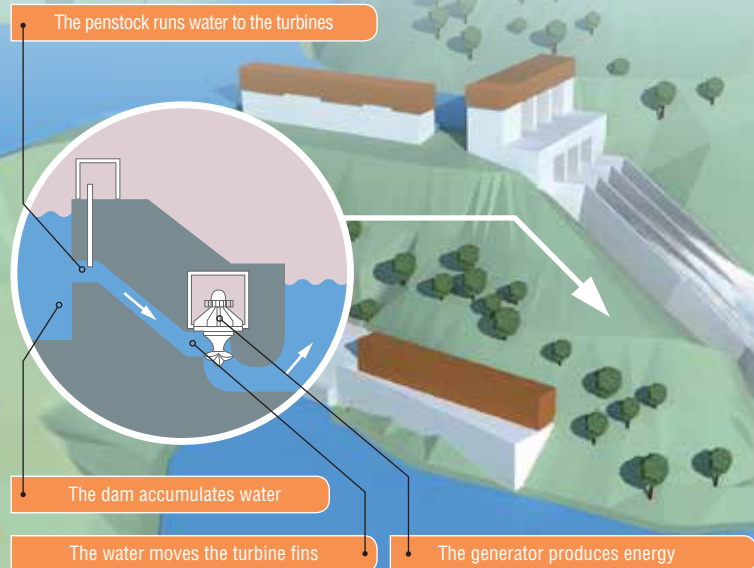 The penstock runs water to the turbines
The dam accumulates water
The water moves the turbine fins
The generator produces energy